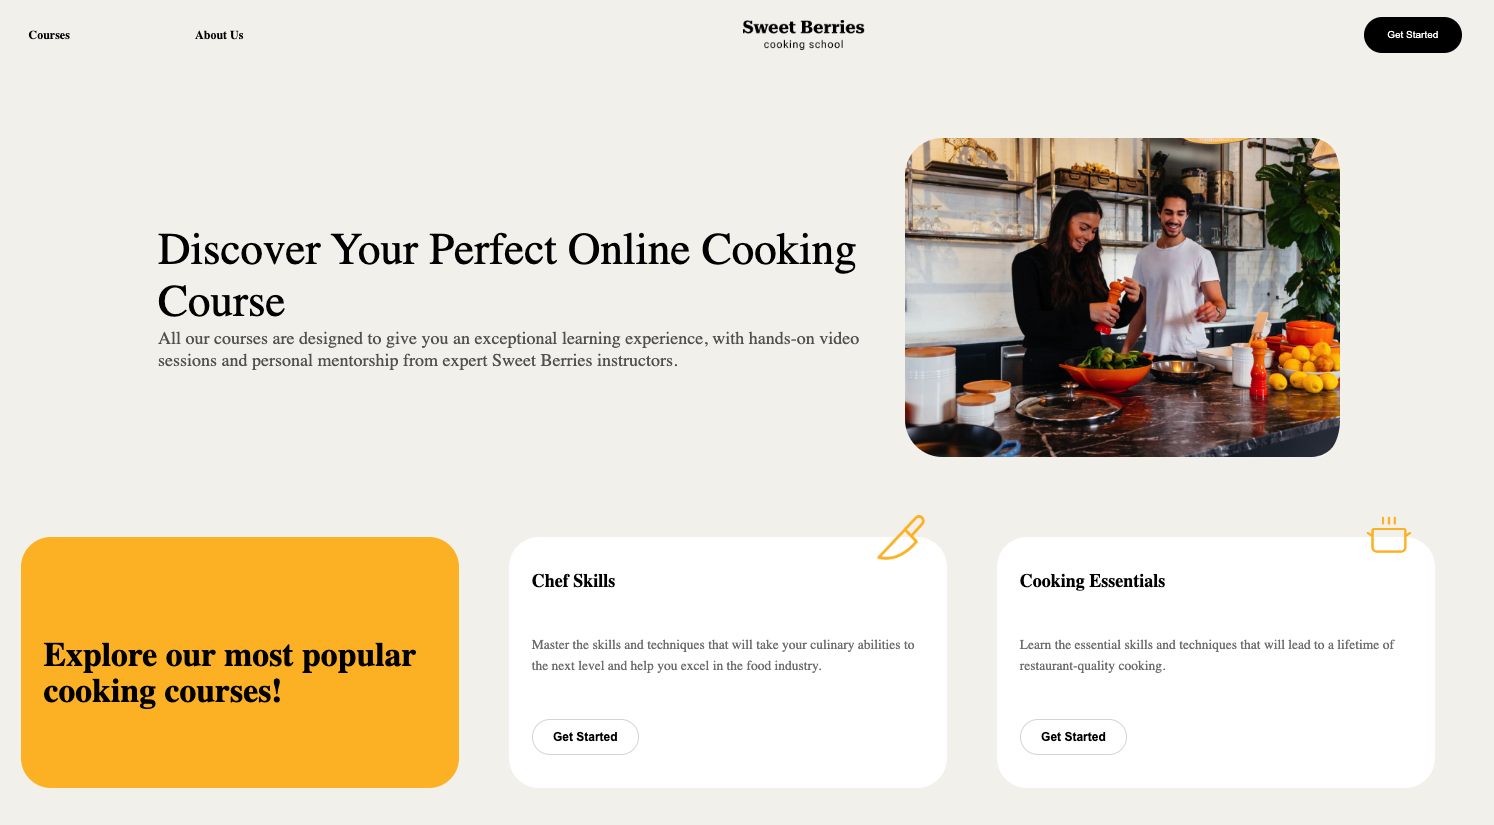 Courses
About Us
Sweet Berries
cooking school
Get Started
Discover Your Perfect Online Cooking
Course
All our courses are designed to give you an exceptional learning experience, with hands-on video
sessions and personal mentorship from expert Sweet Berries instructors.
Explore our most popular
cooking courses!
Chef Skills
Master the skills and techniques that will take your culinary abilities to
the next level and help you excel in the food industry.
Get Started
Cooking Essentials
Learn the essential skills and techniques that will lead to a lifetime of
restaurant-quality cooking.
Get Started